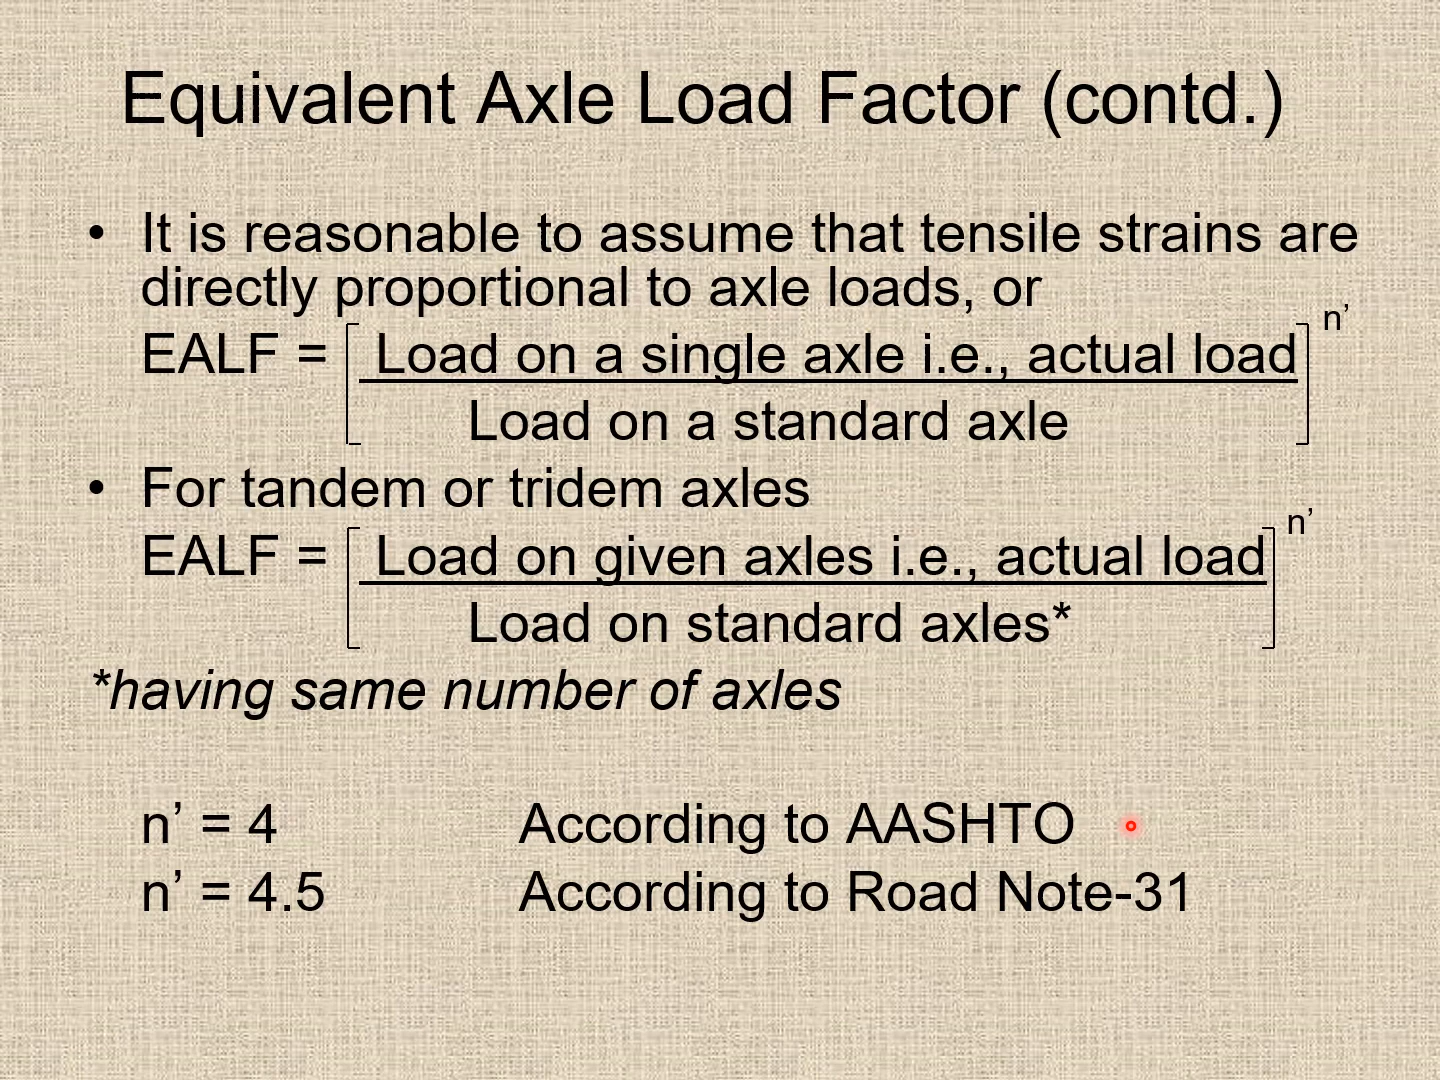 Equivalent Axle Load Factor (contd.)
• It is reasonable to assume that tensile strains are
directly proportional to axle loads, or
n’
EALF = Load on a single axle i.e., actual load
Load on a standard axle
• For tandem or tridem axles
n’
EALF = Load on given axles i.e., actual load
Load on standard axles*
*having same number of axles
n’ = 4 According to AASHTO
n’ = 4.5 According to Road Note-31